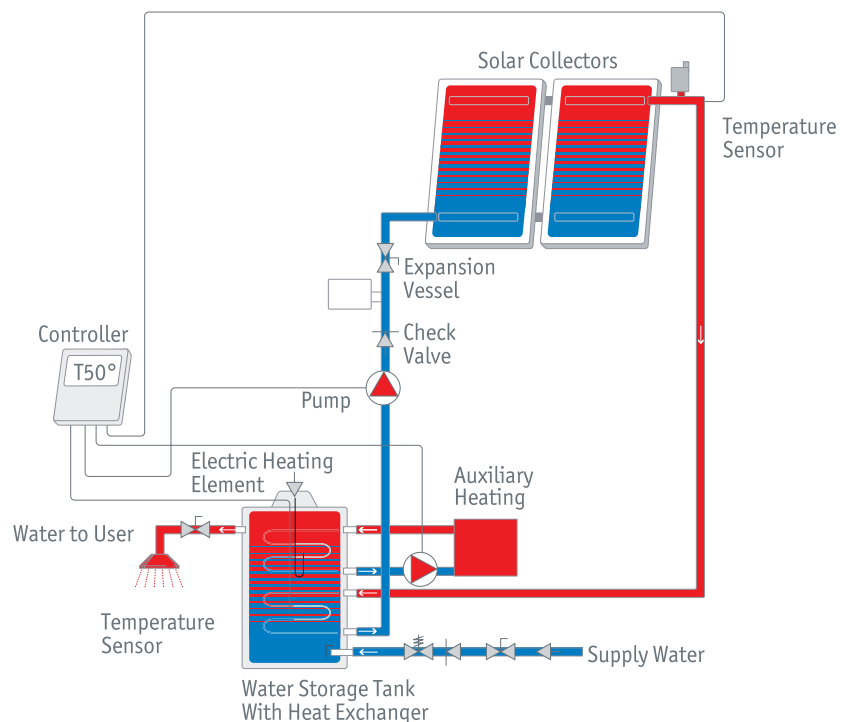 Solar Collectors
Temperature
Sensor
Expansion
Vessel
Controller
T50°
Check
Valve
Pump
Electric Heating
Element
Auxiliary
Heating
Water to User
Temperature
Sensor
Supply Water
Water Storage Tank
With Heat Exchanger